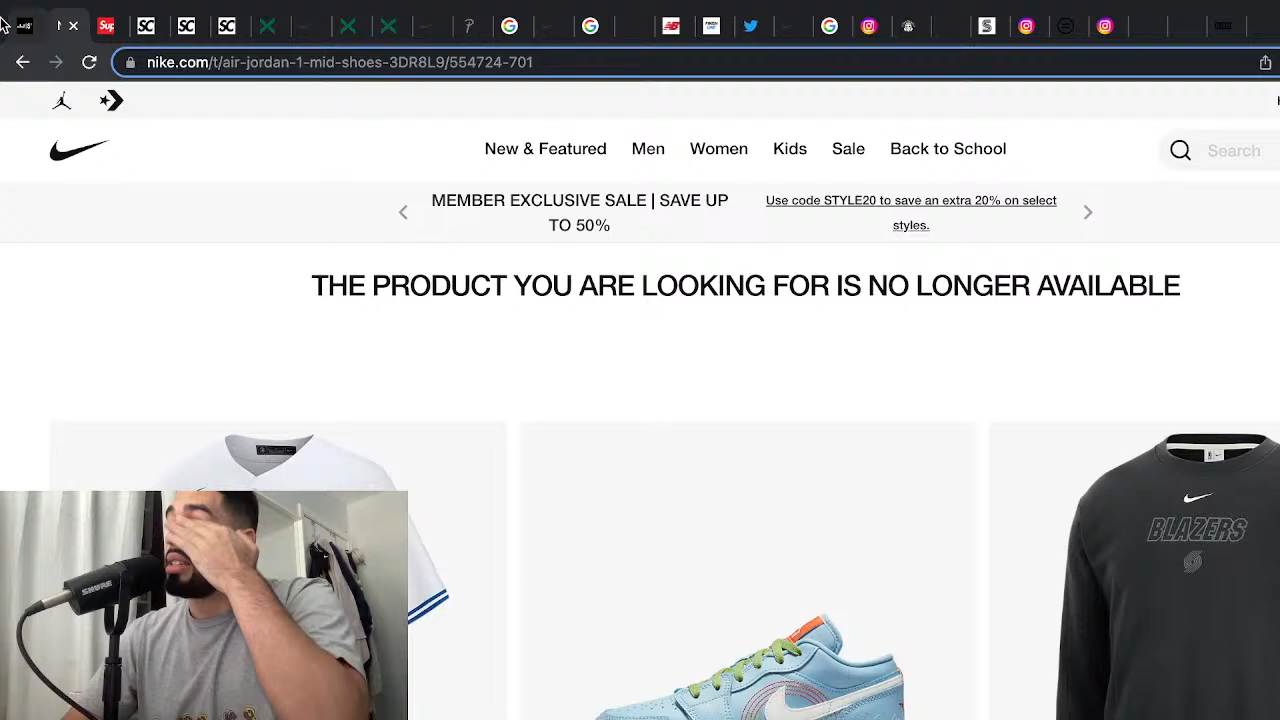 nike.com/t/air-jordan-1-mid-shoes-3DR8L9/554724-701
New & Featured Men Women Kids Sale Back to School
Search
MEMBER EXCLUSIVE SALE | SAVE UP
TO 50%
Use code STYLE20 to save an extra 20% on select
styles.
THE PRODUCT YOU ARE LOOKING FOR IS NO LONGER AVAILABLE
BLAZERS
SHURE